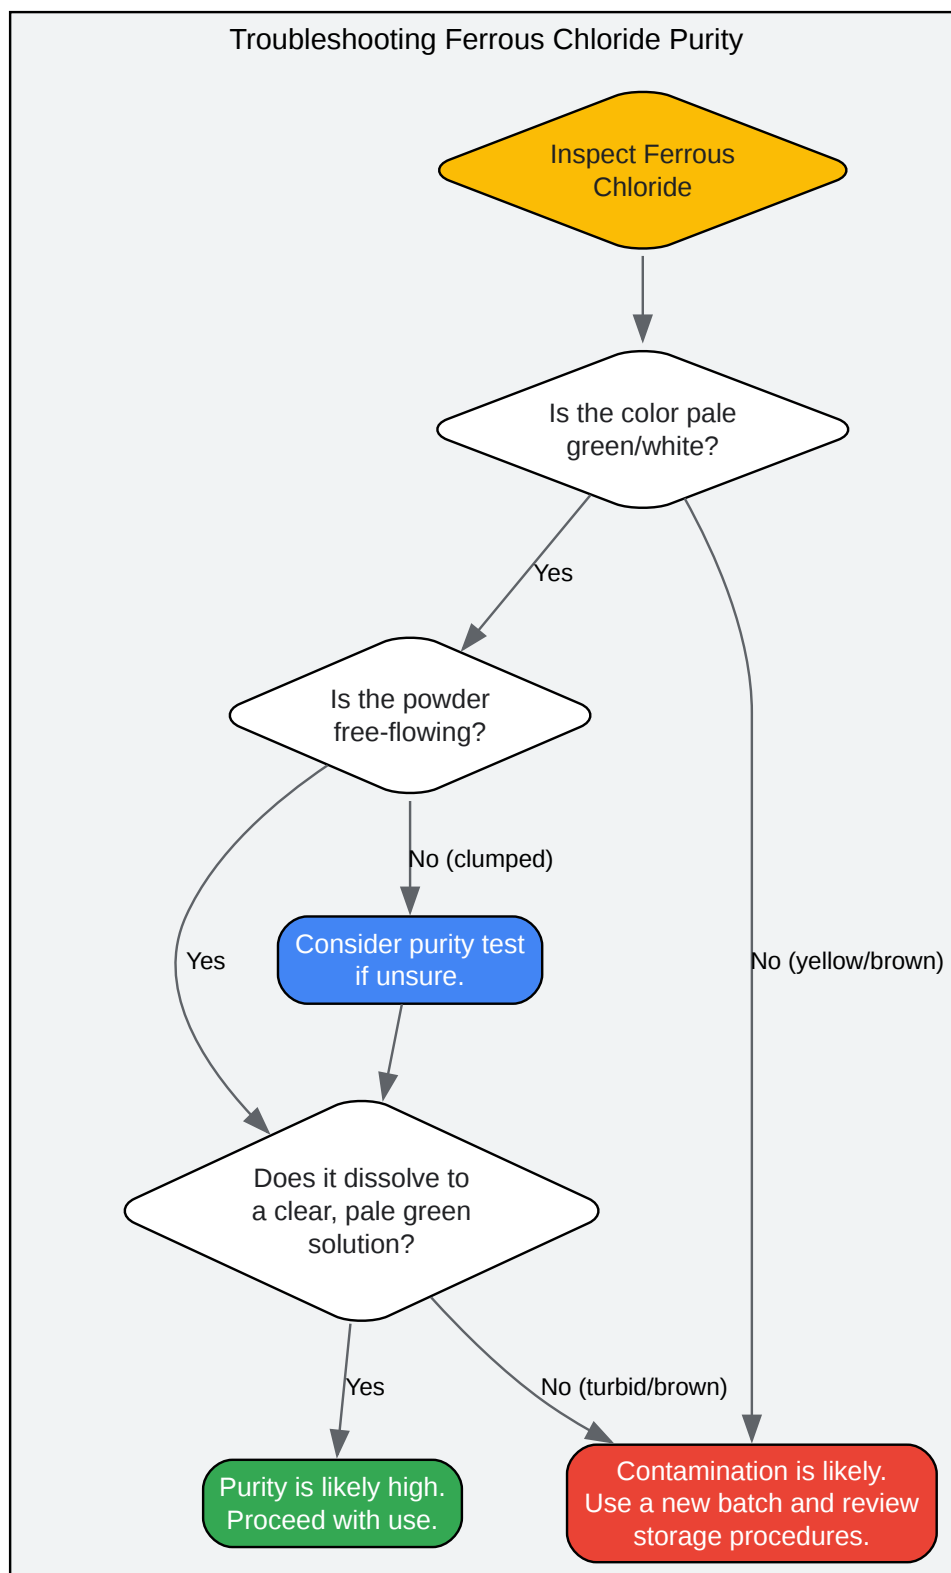 Troubleshooting Ferrous Chloride Purity
Inspect Ferrous
Chloride
Is the color pale
green/white?
Yes
Is the powder
free-flowing?
No (clumped)
Consider purity test
if unsure.
Yes
No (yellow/brown)
Does it dissolve to
a clear, pale green
solution?
Yes
No (turbid/brown)
Purity is likely high.
Proceed with use.
Contamination is likely.
Use a new batch and review
storage procedures.